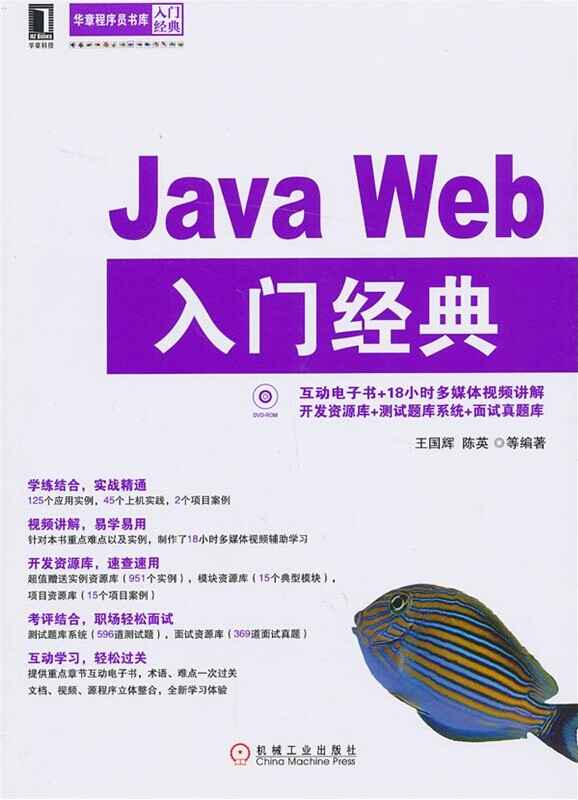 华章程序员书库
入门
经典
华章科技
Java Web
入门经典
DVD-ROM
互动电子书+18小时多媒体视频讲解
开发资源库+测试题库系统+面试真题库
王国辉 陈英 ◎等编著
学练结合，实战精通
125个应用实例，45个上机实践，2个项目案例
视频讲解，易学易用
针对本书重点难点以及实例，制作了18小时多媒体视频辅助学习
开发资源库，速查速用
超值赠送实例资源库（951个实例），模块资源库（15个典型模块），
项目资源库（15个项目案例）
考评结合，职场轻松面试
测试题库系统（596道测试题），面试资源库（369道面试真题）
互动学习，轻松过关
提供重点章节互动电子书，术语、难点一次过关
文档、视频、源程序立体整合，全新学习体验
机械工业出版社
China Machine Press